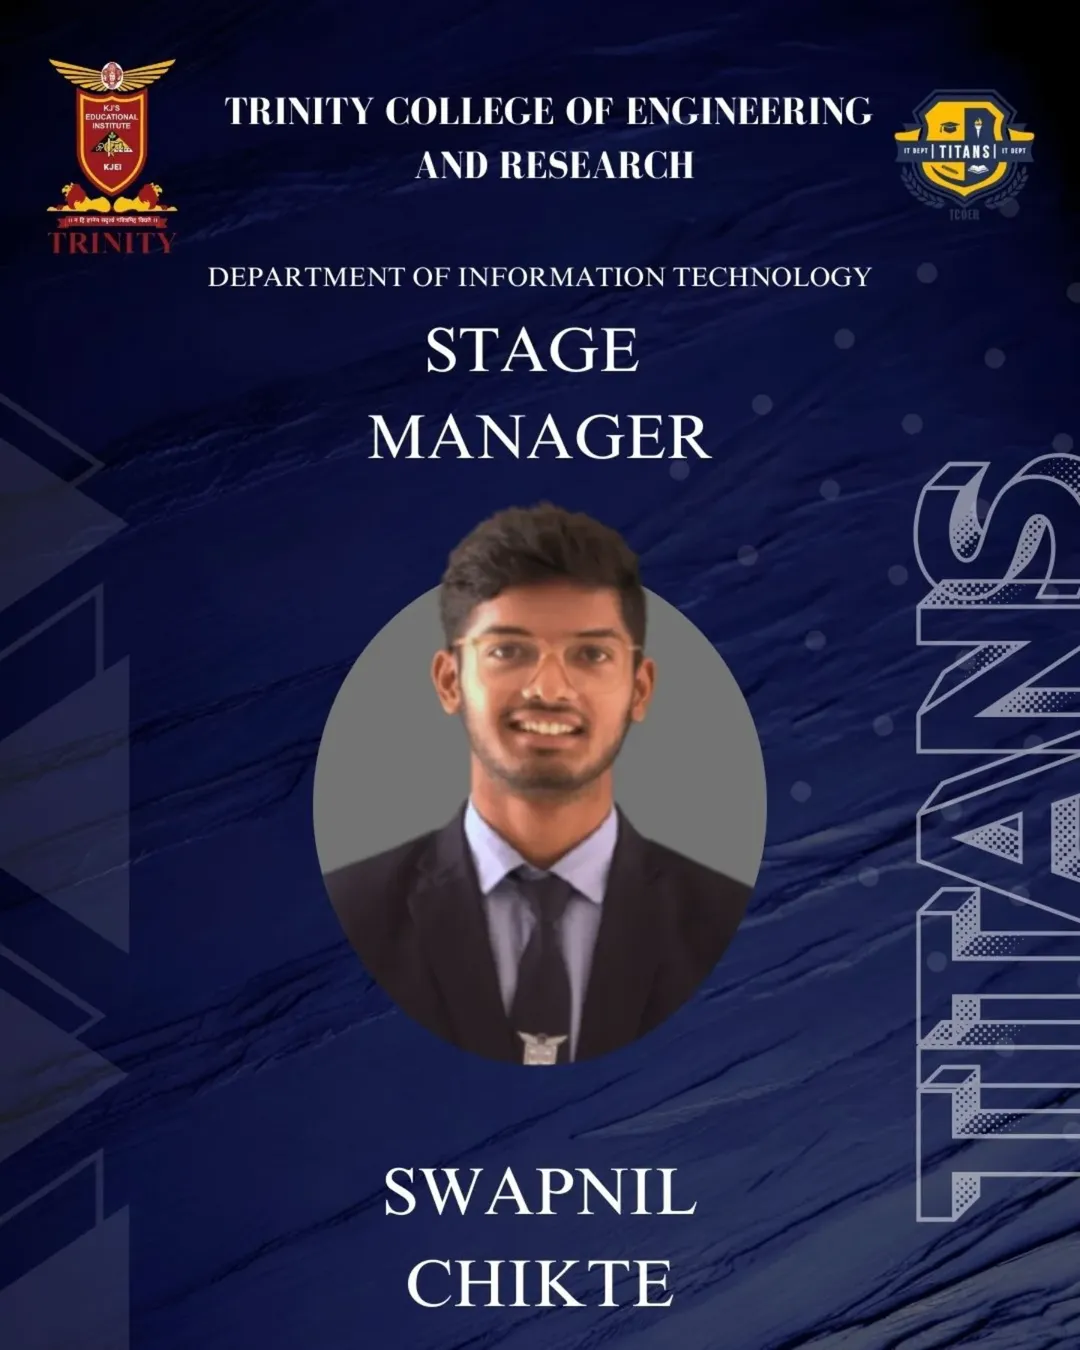 KJ'S
EDUCATIONAL
INSTITUTE
KJEI
TRINITY
TRINITY COLLEGE OF ENGINEERING
AND RESEARCH
IT DEPT | TITANS | IT DEPT
TCOER
DEPARTMENT OF INFORMATION TECHNOLOGY
STAGE
MANAGER
TITANS
SWAPNIL
CHIKTE